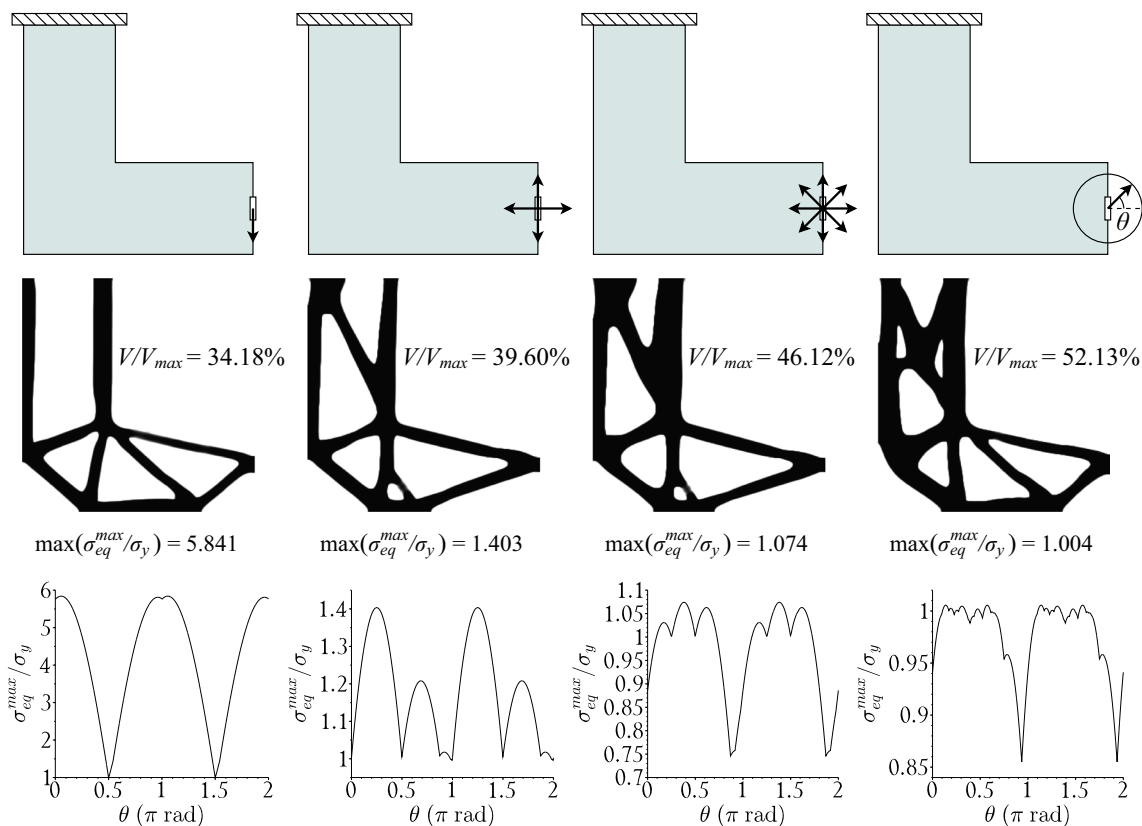 θ
V/V_max = 34.18%
V/V_max = 39.60%
V/V_max = 46.12%
V/V_max = 52.13%
max(σ_eq^max/σ_y) = 5.841
max(σ_eq^max/σ_y) = 1.403
max(σ_eq^max/σ_y) = 1.074
max(σ_eq^max/σ_y) = 1.004
σ_eq^max/σ_y
6
5
4
3
2
1
0 0.5 1 1.5 2
θ (π rad)
σ_eq^max/σ_y
1.4
1.3
1.2
1.1
1
0 0.5 1 1.5 2
θ (π rad)
σ_eq^max/σ_y
1.1
1.05
1
0.95
0.9
0.85
0.8
0.75
0.7
0 0.5 1 1.5 2
θ (π rad)
σ_eq^max/σ_y
1
0.95
0.9
0.85
0 0.5 1 1.5 2
θ (π rad)